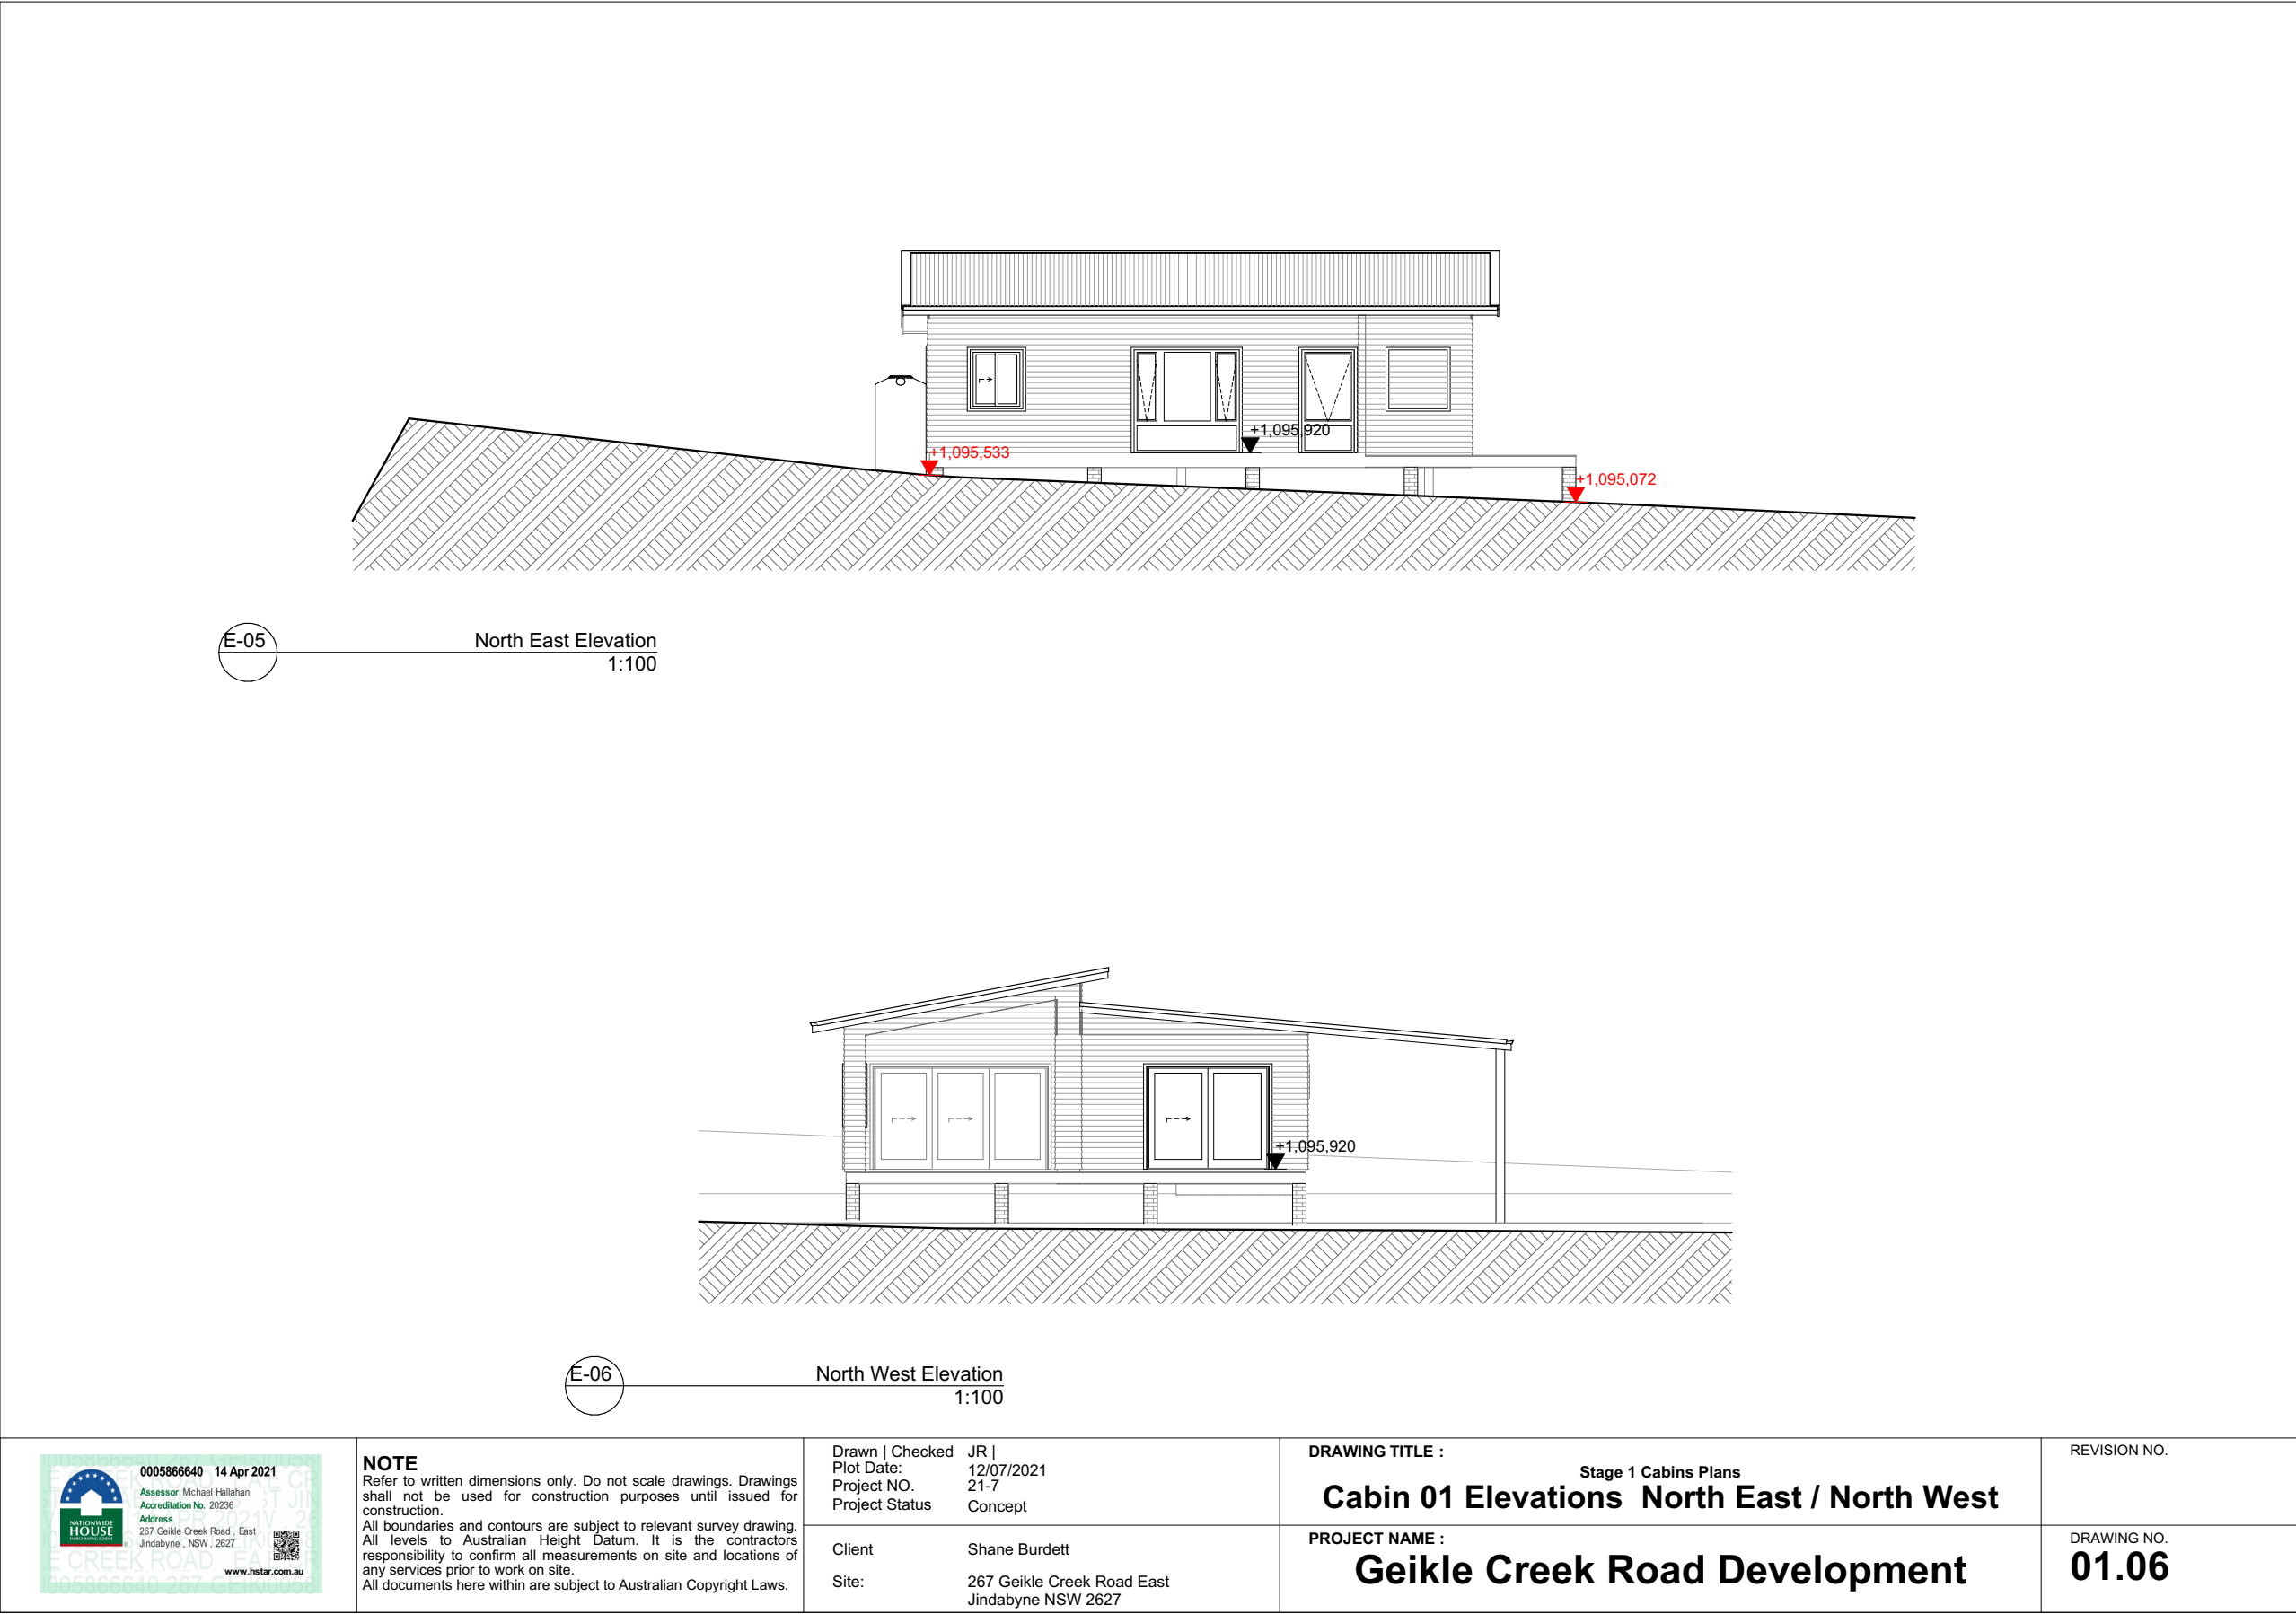 +1,095,920
+1,095,533
+1,095,072
E-05
North East Elevation
1:100
+1,095,920
E-06
North West Elevation
1:100
0005866640 14 Apr 2021
Assessor Michael Hallahan
Accreditation No. 20236
Address
267 Geikle Creek Road , East
Jindabyne , NSW , 2627
www.hstar.com.au
NATIONWIDE
HOUSE
ENERGY RATING SCHEME
NOTE
Refer to written dimensions only. Do not scale drawings. Drawings
shall not be used for construction purposes until issued for
construction.
All boundaries and contours are subject to relevant survey drawing.
All levels to Australian Height Datum. It is the contractors
responsibility to confirm all measurements on site and locations of
any services prior to work on site.
All documents here within are subject to Australian Copyright Laws.
Drawn | Checked JR |
Plot Date: 12/07/2021
Project NO. 21-7
Project Status Concept
Client Shane Burdett
Site: 267 Geikle Creek Road East
Jindabyne NSW 2627
DRAWING TITLE :
Stage 1 Cabins Plans
Cabin 01 Elevations North East / North West
PROJECT NAME :
Geikle Creek Road Development
REVISION NO.
DRAWING NO.
01.06